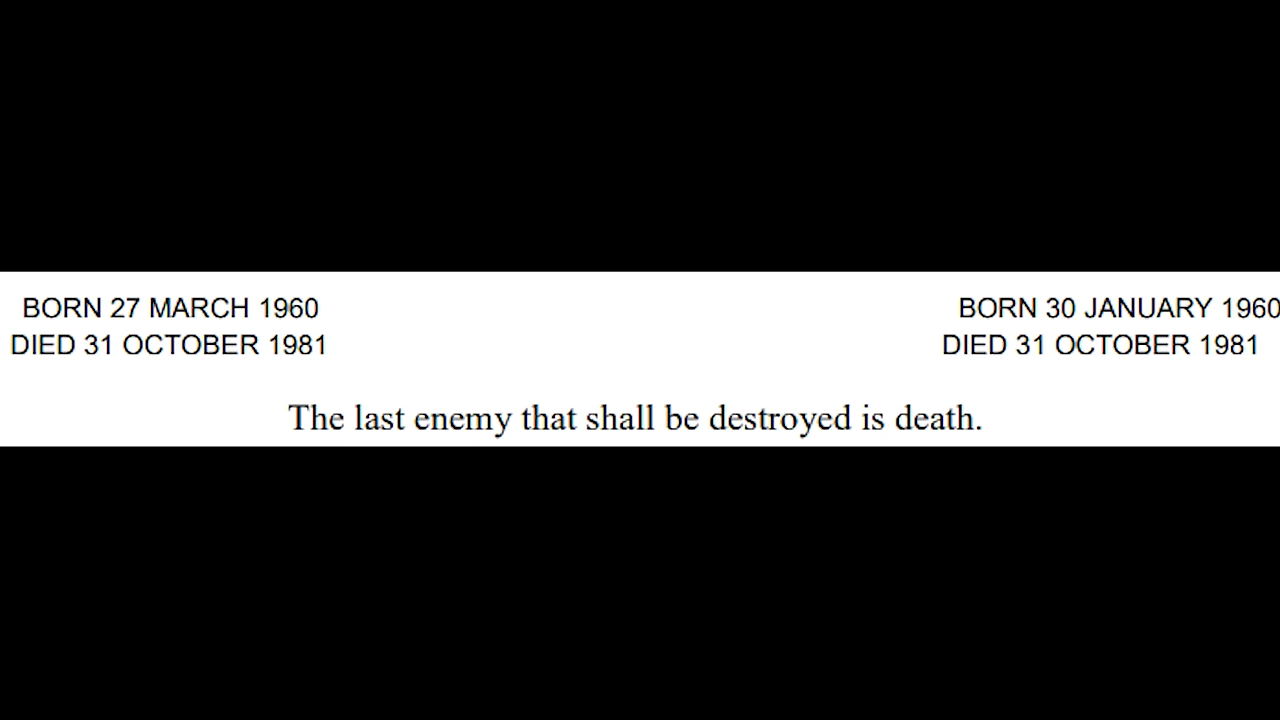 BORN 27 MARCH 1960 BORN 30 JANUARY 1960
DIED 31 OCTOBER 1981 DIED 31 OCTOBER 1981
The last enemy that shall be destroyed is death.